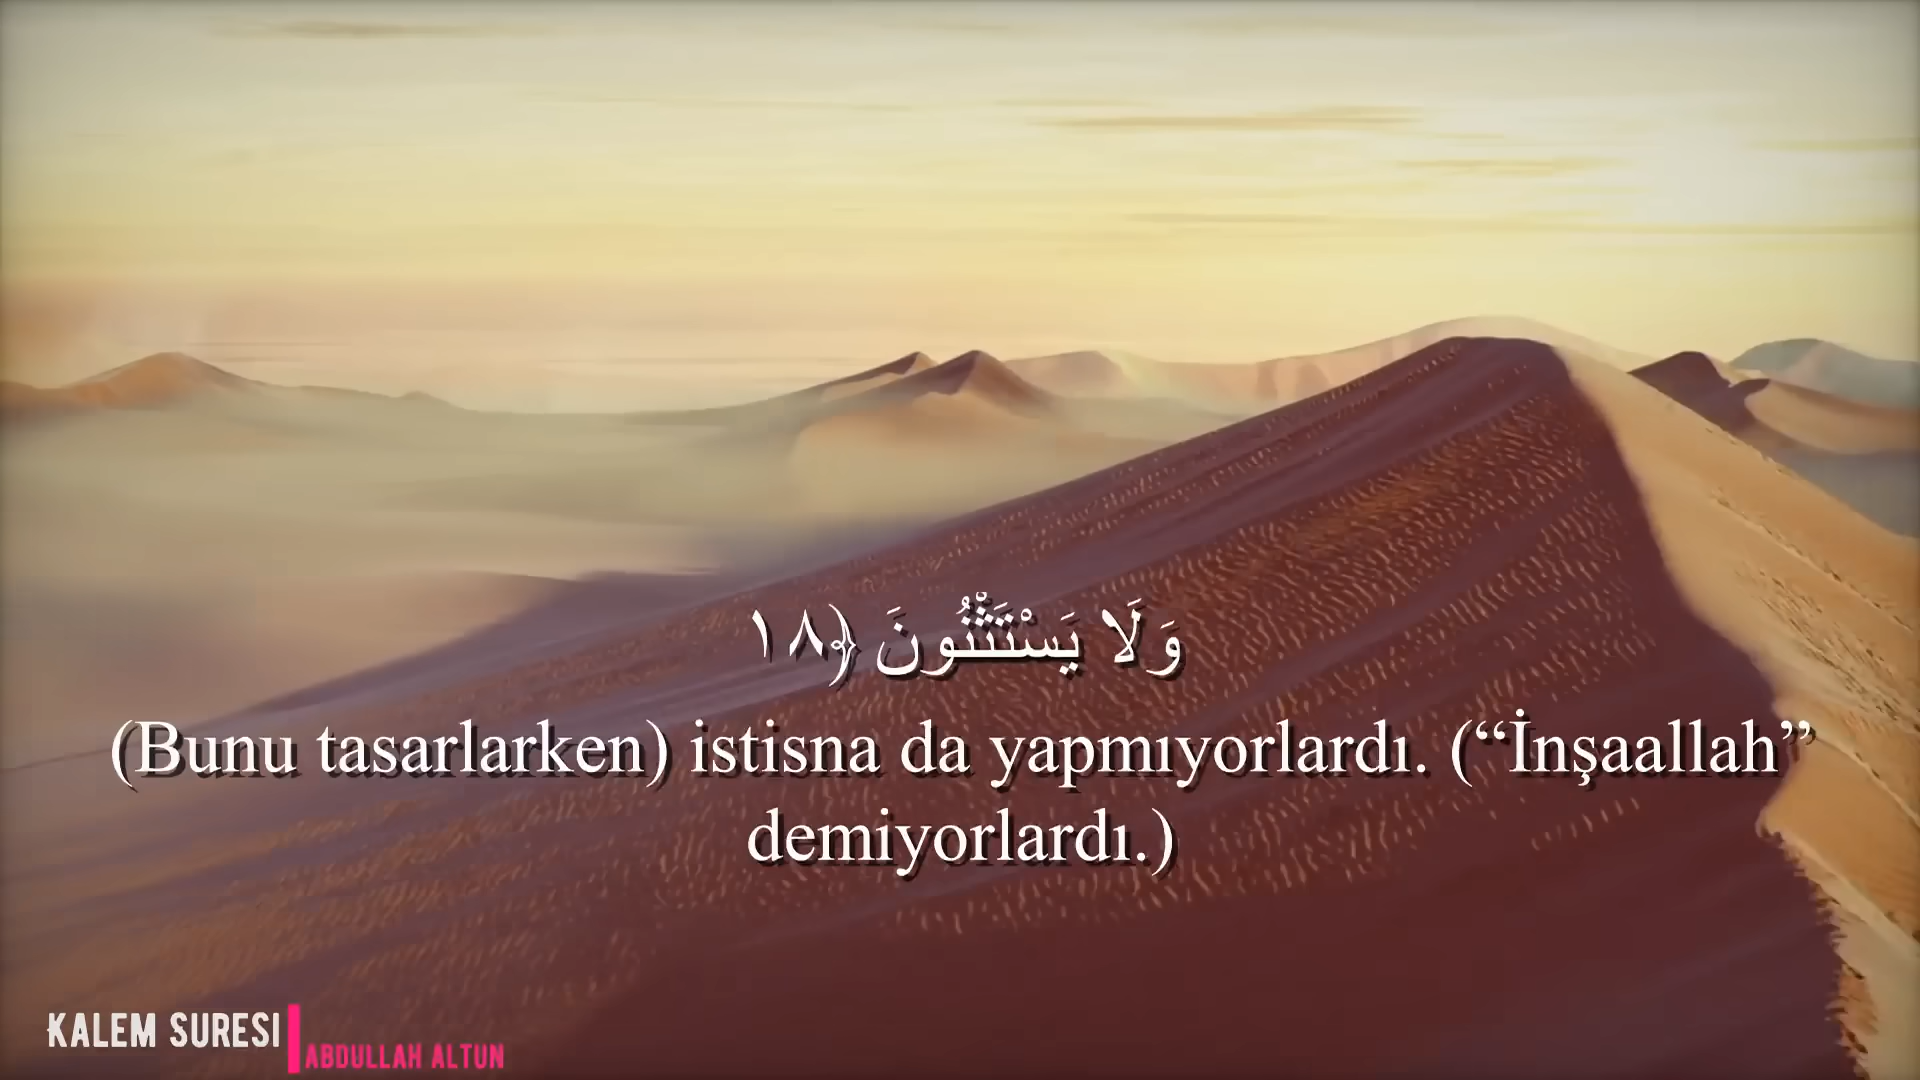 وَلَا يَسْتَثْنُونَ ﴿١٨
(Bunu tasarlarken) istisna da yapmıyorlardı. (“İnşaallah”
demiyorlardı.)
KALEM SURESI
ABDULLAH ALTUN